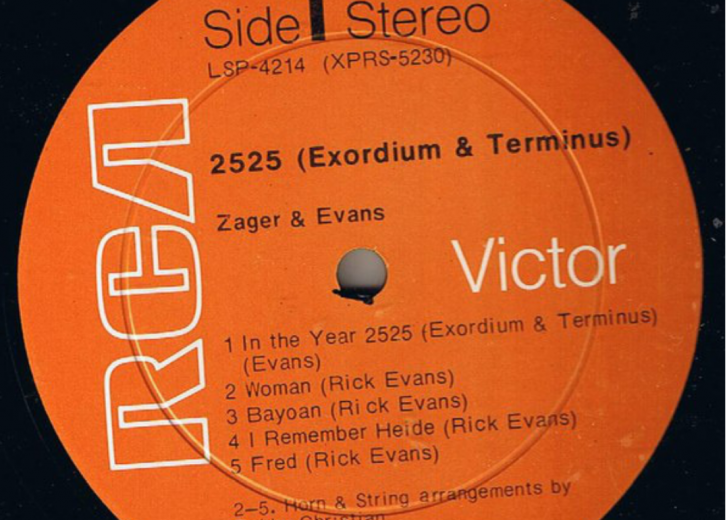 Side 1 Stereo
LSP-4214 (XPRS-5230)
RCA
2525 (Exordium & Terminus)
Zager & Evans
Victor
1 In the Year 2525 (Exordium & Terminus)
(Evans)
2 Woman (Rick Evans)
3 Bayoan (Rick Evans)
4 I Remember Heide (Rick Evans)
5 Fred (Rick Evans)
2–5. Horn & String arrangements by
Christian